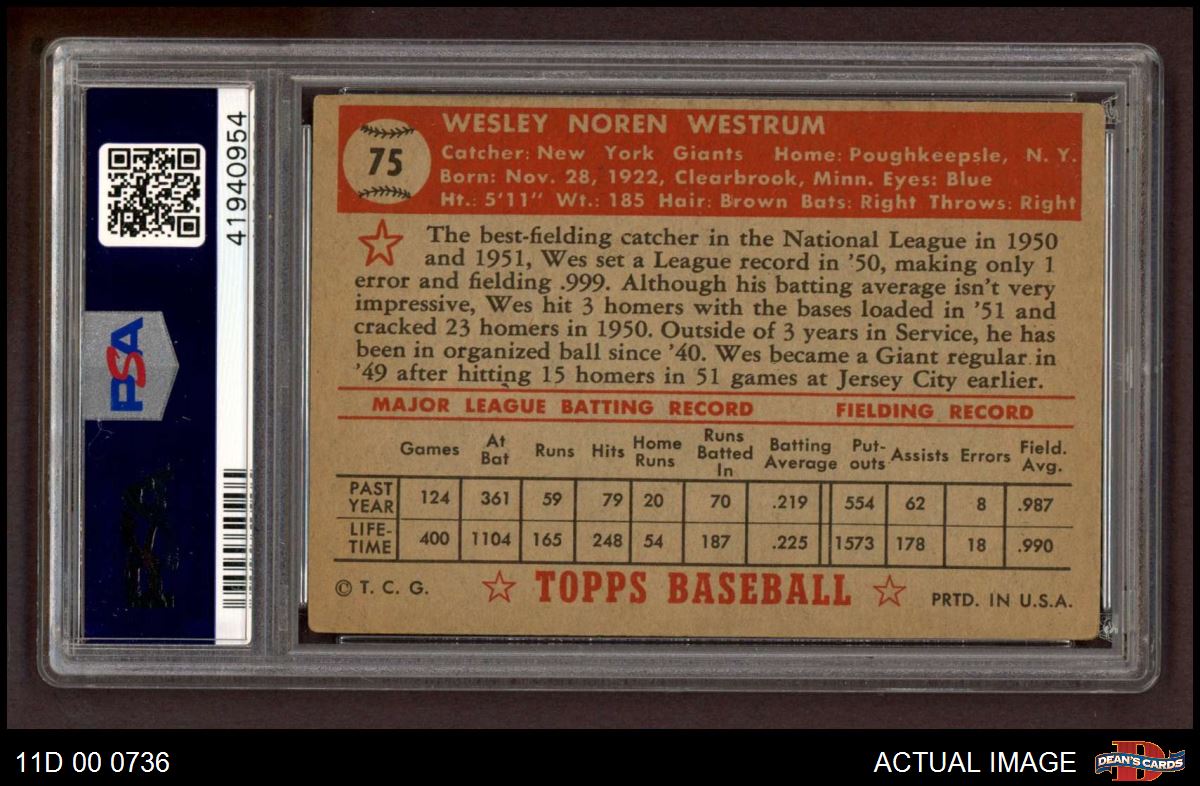 41940954
PSA
75
WESLEY NOREN WESTRUM
Catcher: New York Giants Home: Poughkeepsie, N. Y.
Born: Nov. 28, 1922, Clearbrook, Minn. Eyes: Blue
Ht.: 5'11" Wt.: 185 Hair: Brown Bats: Right Throws: Right
The best-fielding catcher in the National League in 1950
and 1951, Wes set a League record in '50, making only 1
error and fielding .999. Although his batting average isn't very
impressive, Wes hit 3 homers with the bases loaded in '51 and
cracked 23 homers in 1950. Outside of 3 years in Service, he has
been in organized ball since '40. Wes became a Giant regular in
'49 after hitting 15 homers in 51 games at Jersey City earlier.
MAJOR LEAGUE BATTING RECORD FIELDING RECORD
Games At Bat Runs Hits Home Runs Runs Batted In Batting Average Put-outs Assists Errors Field. Avg.
PAST YEAR 124 361 59 79 20 70 .219 554 62 8 .987
LIFE-TIME 400 1104 165 248 54 187 .225 1573 178 18 .990
© T. C. G. TOPPS BASEBALL PRTD. IN U.S.A.
11D 00 0736 ACTUAL IMAGE DEAN'S CARDS